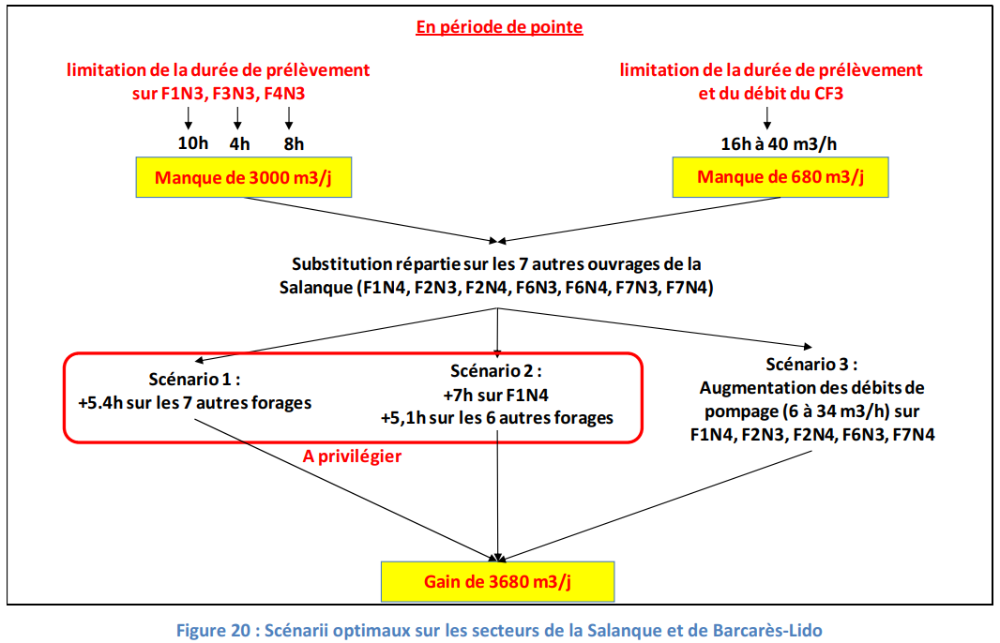 En période de pointe
limitation de la durée de prélèvement
sur F1N3, F3N3, F4N3
limitation de la durée de prélèvement
et du débit du CF3
10h 4h 8h
16h à 40 m3/h
Manque de 3000 m3/j
Manque de 680 m3/j
Substitution répartie sur les 7 autres ouvrages de la
Salanque (F1N4, F2N3, F2N4, F6N3, F6N4, F7N3, F7N4)
Scénario 1 :
+5.4h sur les 7 autres forages
Scénario 2 :
+7h sur F1N4
+5,1h sur les 6 autres forages
Scénario 3 :
Augmentation des débits de
pompage (6 à 34 m3/h) sur
F1N4, F2N3, F2N4, F6N3, F7N4
A privilégier
Gain de 3680 m3/j
Figure 20 : Scénarii optimaux sur les secteurs de la Salanque et de Barcarès-Lido